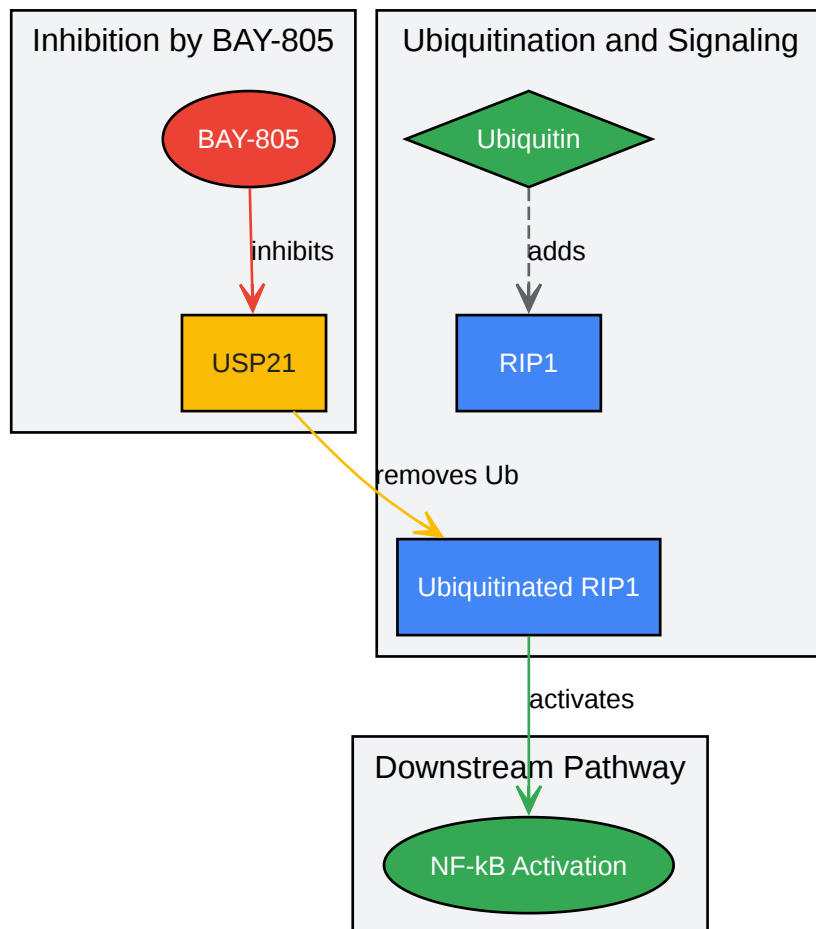 Inhibition by BAY-805
Ubiquitination and Signaling
BAY-805
Ubiquitin
inhibits
adds
USP21
RIP1
removes Ub
Ubiquitinated RIP1
activates
Downstream Pathway
NF-kB Activation